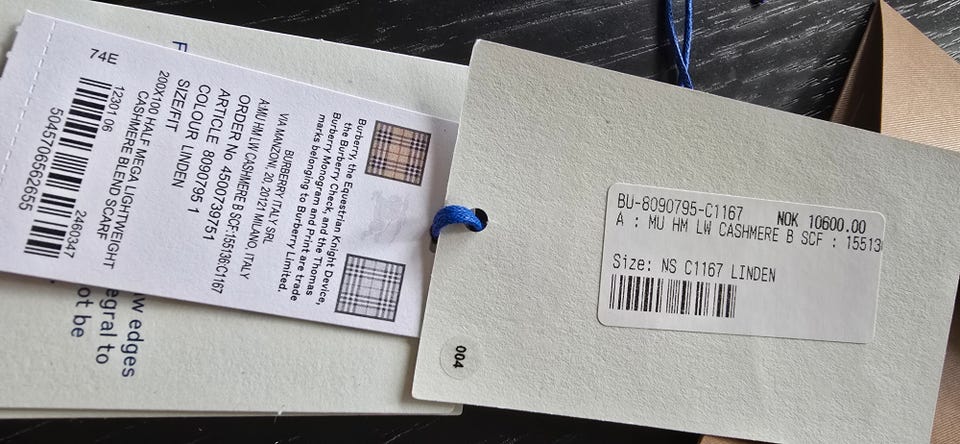 74E
1230106
2460347
5045706562655
200X100 HALF MEGA LIGHTWEIGHT
CASHMERE BLEND SCARF
SIZE/FIT
COLOUR LINDEN
ARTICLE 8090795 1
ORDER No 4500739751
A:MU HM LW CASHMERE B SCF:155136:C1167
VIA MANZONI, 20, 20121 MILANO, ITALY
BURBERRY ITALY SRL
Burberry, the Equestrian Knight Device,
the Burberry Check, and the Thomas
Burberry Monogram and Print are trade
marks belonging to Burberry Limited.
F
w edges
egral to
ot be
BU-8090795-C1167 NOK 10600.00
A : MU HM LW CASHMERE B SCF : 15513
Size: NS C1167 LINDEN
004